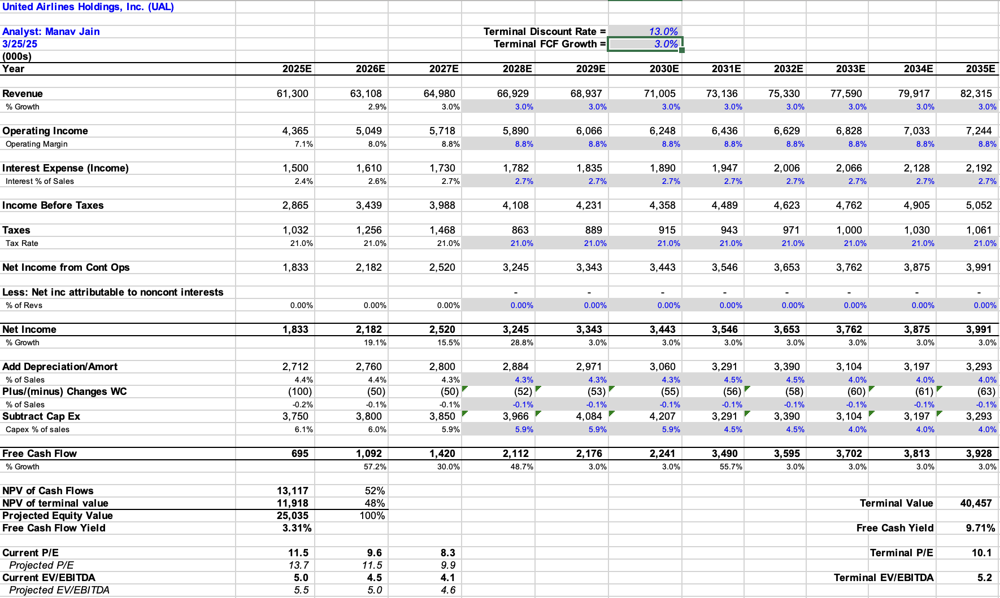 United Airlines Holdings, Inc. (UAL)
Analyst: Manav Jain Terminal Discount Rate = 13.0%
3/25/25 Terminal FCF Growth = 3.0%
(000s)
Year 2025E 2026E 2027E 2028E 2029E 2030E 2031E 2032E 2033E 2034E 2035E
Revenue 61,300 63,108 64,980 66,929 68,937 71,005 73,136 75,330 77,590 79,917 82,315
% Growth 2.9% 3.0% 3.0% 3.0% 3.0% 3.0% 3.0% 3.0% 3.0% 3.0%
Operating Income 4,365 5,049 5,718 5,890 6,066 6,248 6,436 6,629 6,828 7,033 7,244
Operating Margin 7.1% 8.0% 8.8% 8.8% 8.8% 8.8% 8.8% 8.8% 8.8% 8.8% 8.8%
Interest Expense (Income) 1,500 1,610 1,730 1,782 1,835 1,890 1,947 2,006 2,066 2,128 2,192
Interest % of Sales 2.4% 2.6% 2.7% 2.7% 2.7% 2.7% 2.7% 2.7% 2.7% 2.7% 2.7%
Income Before Taxes 2,865 3,439 3,988 4,108 4,231 4,358 4,489 4,623 4,762 4,905 5,052
Taxes 1,032 1,256 1,468 863 889 915 943 971 1,000 1,030 1,061
Tax Rate 21.0% 21.0% 21.0% 21.0% 21.0% 21.0% 21.0% 21.0% 21.0% 21.0% 21.0%
Net Income from Cont Ops 1,833 2,182 2,520 3,245 3,343 3,443 3,546 3,653 3,762 3,875 3,991
Less: Net inc attributable to noncont interests - - - - - - - -
% of Revs 0.00% 0.00% 0.00% 0.00% 0.00% 0.00% 0.00% 0.00% 0.00% 0.00% 0.00%
Net Income 1,833 2,182 2,520 3,245 3,343 3,443 3,546 3,653 3,762 3,875 3,991
% Growth 19.1% 15.5% 28.8% 3.0% 3.0% 3.0% 3.0% 3.0% 3.0% 3.0%
Add Depreciation/Amort 2,712 2,760 2,800 2,884 2,971 3,060 3,291 3,390 3,104 3,197 3,293
% of Sales 4.4% 4.4% 4.3% 4.3% 4.3% 4.3% 4.5% 4.5% 4.0% 4.0% 4.0%
Plus/(minus) Changes WC (100) (50) (50) (52) (53) (55) (56) (58) (60) (61) (63)
% of Sales -0.2% -0.1% -0.1% -0.1% -0.1% -0.1% -0.1% -0.1% -0.1% -0.1% -0.1%
Subtract Cap Ex 3,750 3,800 3,850 3,966 4,084 4,207 3,291 3,390 3,104 3,197 3,293
Capex % of sales 6.1% 6.0% 5.9% 5.9% 5.9% 5.9% 4.5% 4.5% 4.0% 4.0% 4.0%
Free Cash Flow 695 1,092 1,420 2,112 2,176 2,241 3,490 3,595 3,702 3,813 3,928
% Growth 57.2% 30.0% 48.7% 3.0% 3.0% 55.7% 3.0% 3.0% 3.0% 3.0%
NPV of Cash Flows 13,117 52%
NPV of terminal value 11,918 48% Terminal Value 40,457
Projected Equity Value 25,035 100%
Free Cash Flow Yield 3.31% Free Cash Yield 9.71%
Current P/E 11.5 9.6 8.3 Terminal P/E 10.1
Projected P/E 13.7 11.5 9.9
Current EV/EBITDA 5.0 4.5 4.1 Terminal EV/EBITDA 5.2
Projected EV/EBITDA 5.5 5.0 4.6